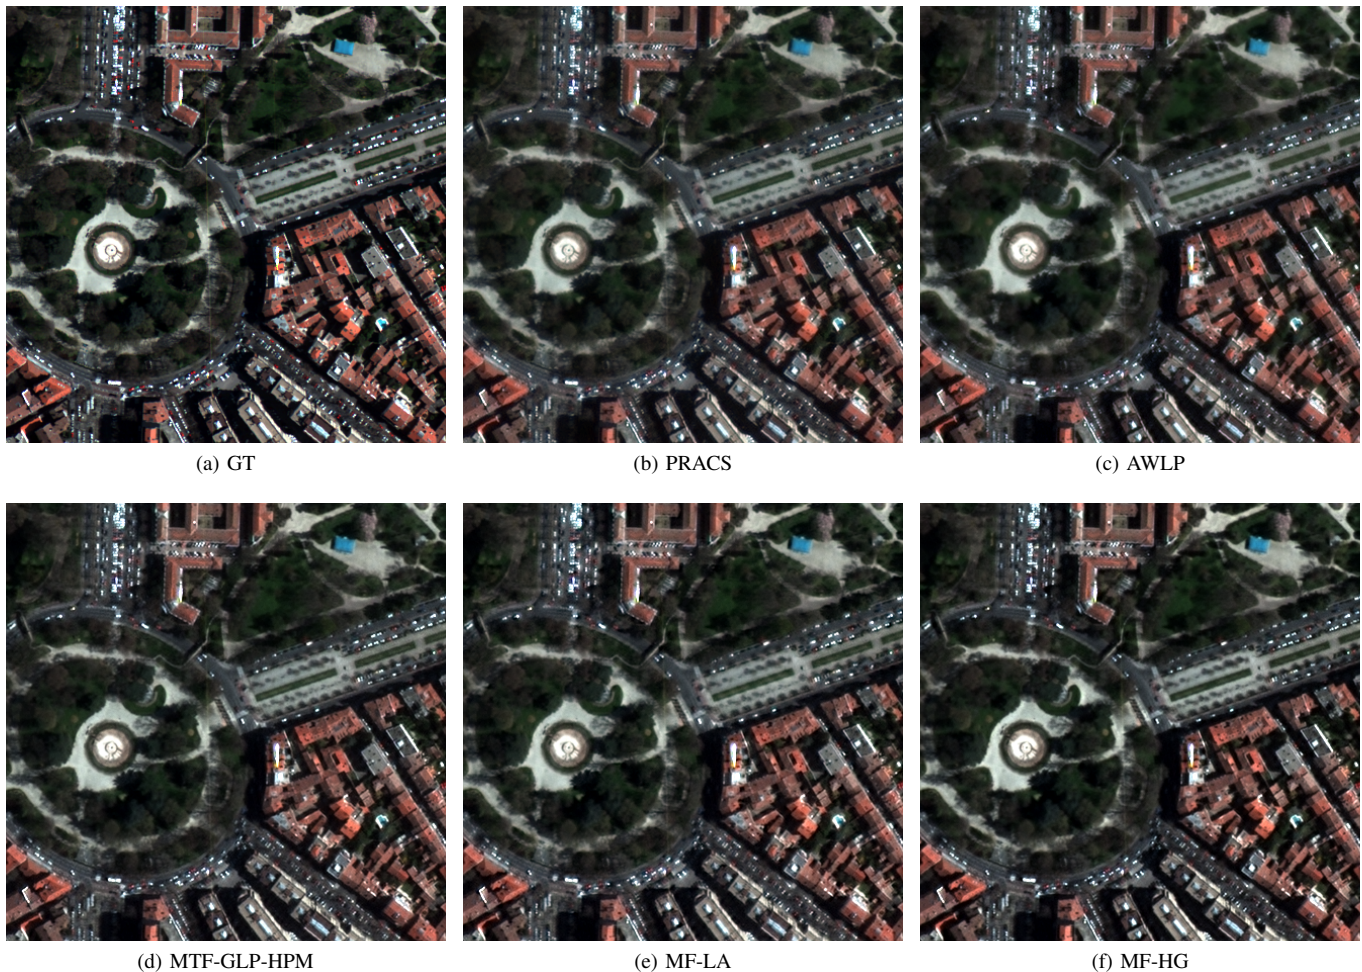 (a) GT
(b) PRACS
(c) AWLP
(d) MTF-GLP-HPM
(e) MF-LA
(f) MF-HG